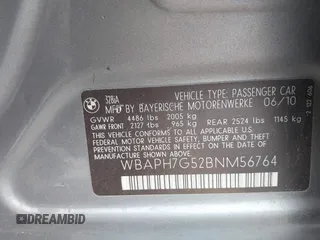 328iA
VEHICLE TYPE: PASSENGER CAR
MFD BY BAYERISCHE MOTORENWERKE 06/10
GVWR 4486 lbs 2005 kg
GAWR FRONT 2127 lbs 965 kg REAR 2524 lbs 1145 kg
THIS VEHICLE CONFORMS TO ALL APPLICABLE
FEDERAL MOTOR VEHICLE SAFETY, BUMPER AND
THEFT PREVENTION STANDARDS IN EFFECT ON THE
DATE OF MANUFACTURE SHOWN ABOVE.
WBAPH7G52BNM56764
DREAMBID